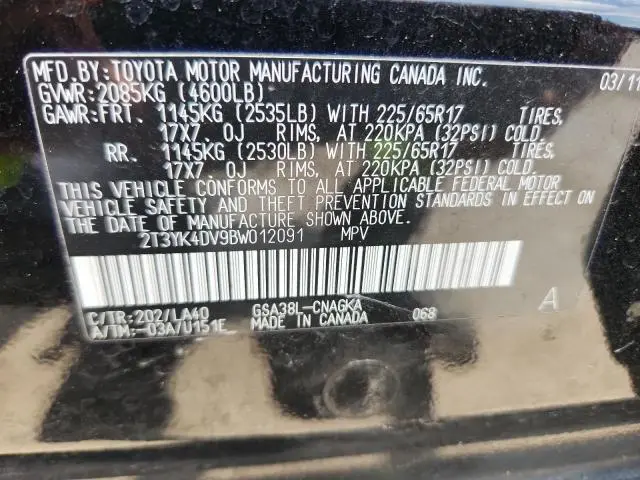 MFD.BY:TOYOTA MOTOR MANUFACTURING CANADA INC. 03/11
GVWR:2085KG (4600LB)
GAWR:FRT. 1145KG (2535LB) WITH 225/65R17 TIRES,
17X7.0J RIMS, AT 220KPA (32PSI) COLD.
RR. 1145KG (2530LB) WITH 225/65R17 TIRES,
17X7.0J RIMS, AT 220KPA (32PSI) COLD.
THIS VEHICLE CONFORMS TO ALL APPLICABLE FEDERAL MOTOR
VEHICLE SAFETY AND THEFT PREVENTION STANDARDS IN EFFECT ON
THE DATE OF MANUFACTURE SHOWN ABOVE.
2T3YK4DV9BW012091 MPV
C/TR:202/LA40 GSA38L-CNAGKA A
A/TM:-03A/U151E MADE IN CANADA 068